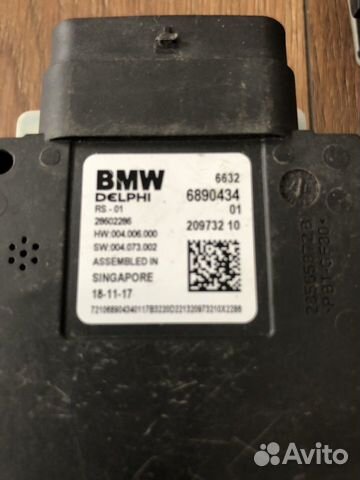 BMW 6632
DELPHI 6890434
RS - 01 01
28602286 209732 10
HW:004.006.000
SW:004.073.002
ASSEMBLED IN
SINGAPORE
18-11-17
Avito